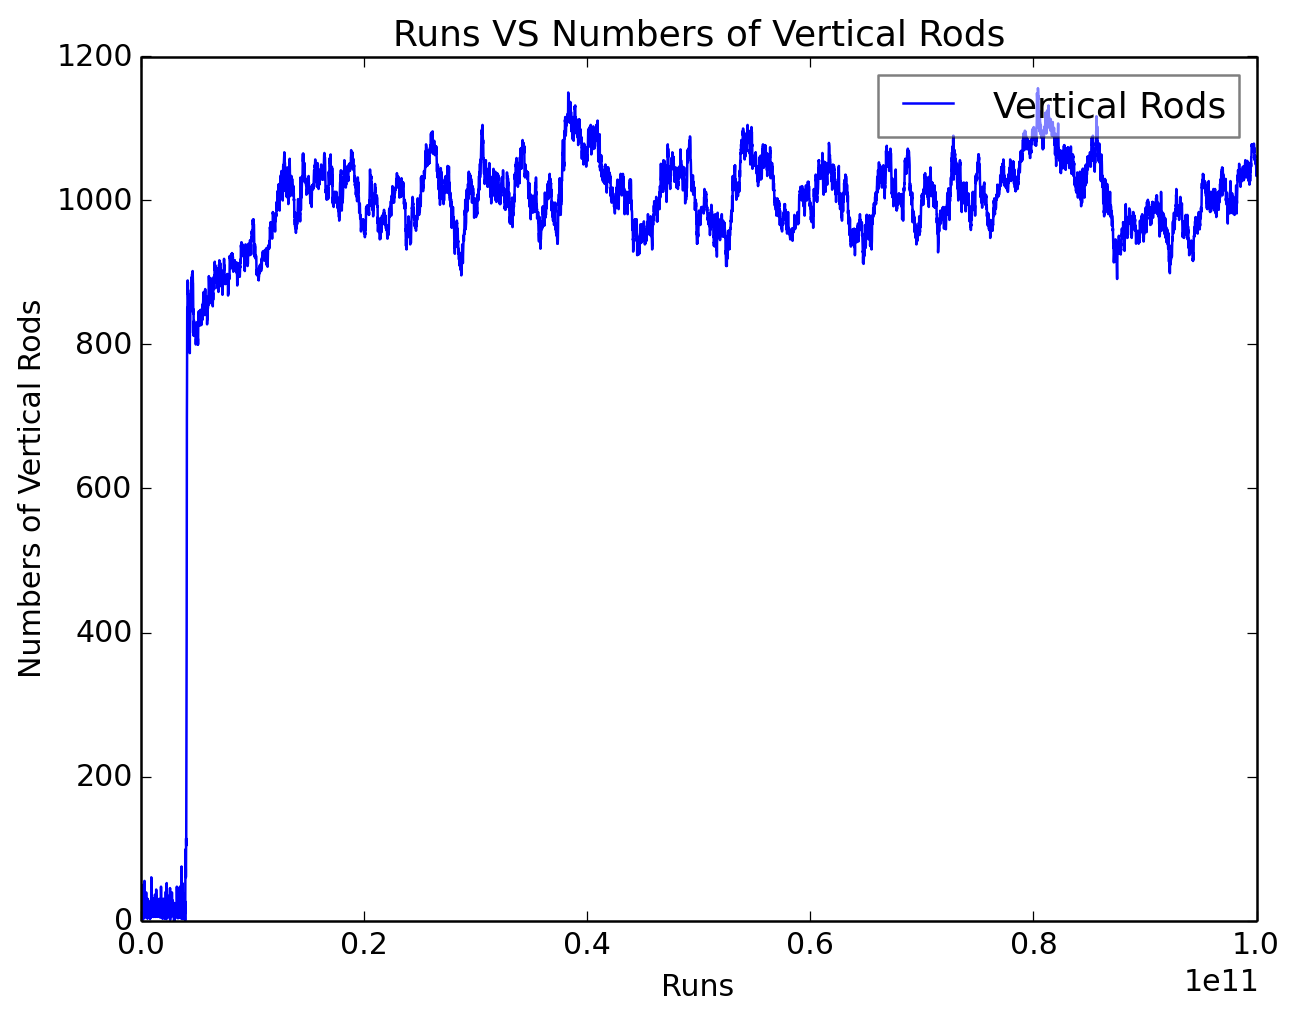 Runs VS Numbers of Vertical Rods
Vertical Rods
Numbers of Vertical Rods
1200
1000
800
600
400
200
0
0.0 0.2 0.4 0.6 0.8 1.0
1e11
Runs